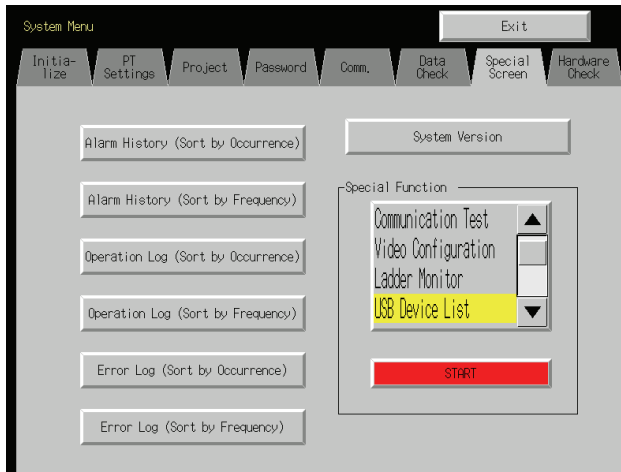 System Menu
Exit
Initia-
lize
PT
Settings
Project
Password
Comm.
Data
Check
Special
Screen
Hardware
Check
Alarm History (Sort by Occurrence)
Alarm History (Sort by Frequency)
Operation Log (Sort by Occurrence)
Operation Log (Sort by Frequency)
Error Log (Sort by Occurrence)
Error Log (Sort by Frequency)
System Version
Special Function
Communication Test
Video Configuration
Ladder Monitor
USB Device List
START